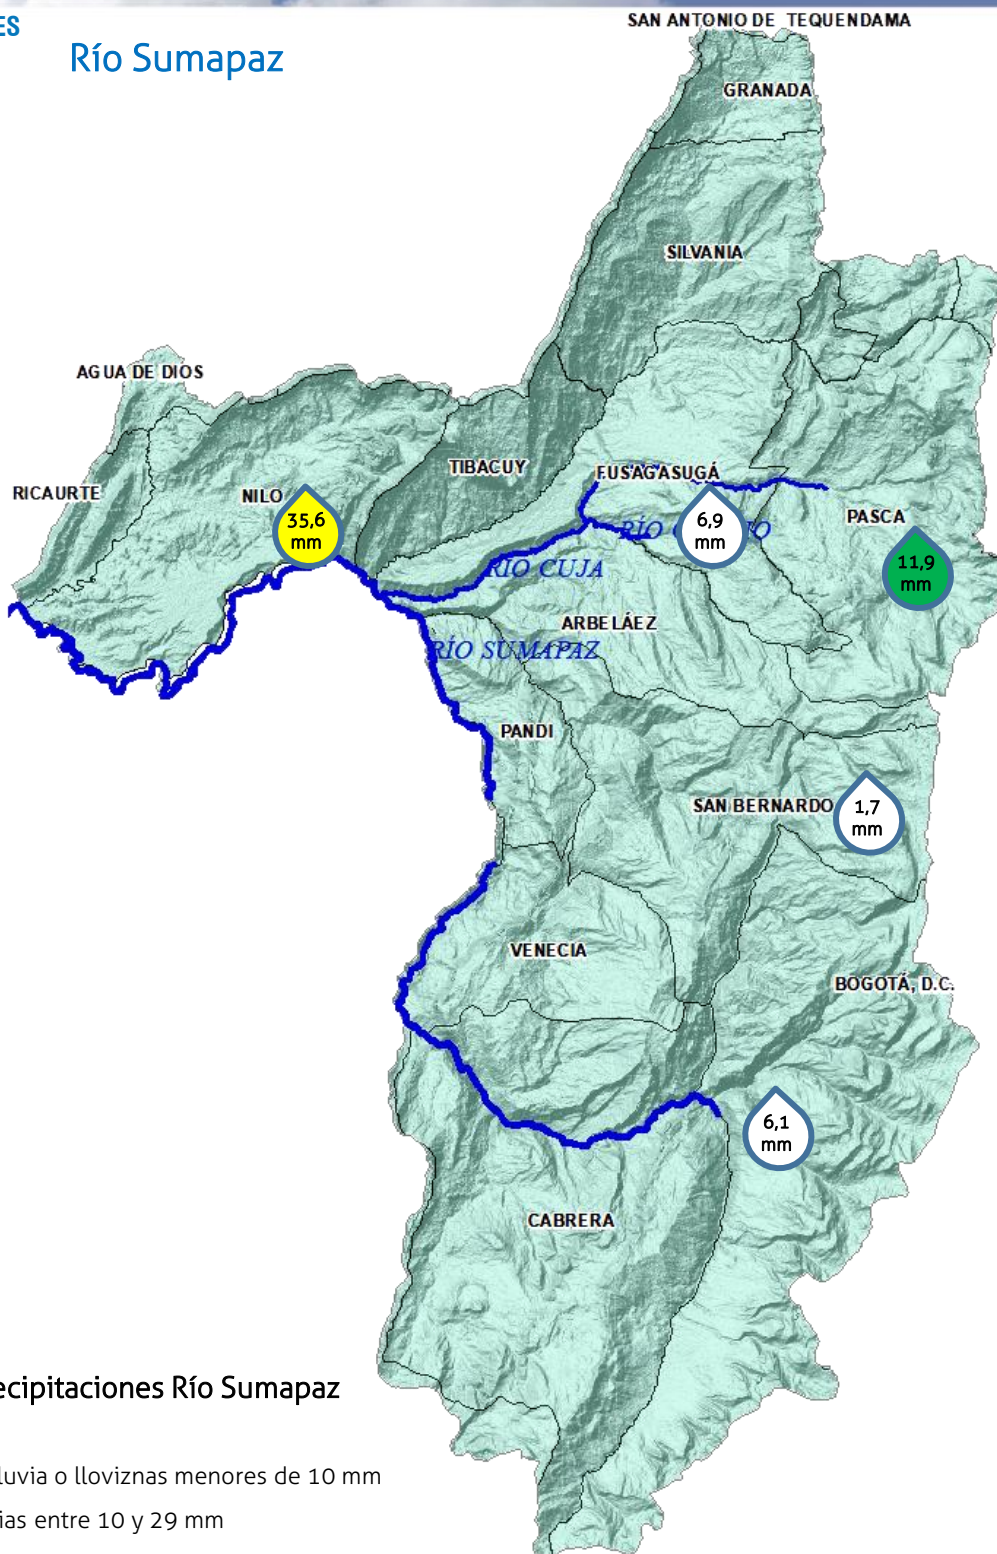 SAN ANTONIO DE TEQUENDAMA
ES
Río Sumapaz
GRANADA
SILVANIA
AGUA DE DIOS
TIBACUY
FUSAGASUGÁ
RICAURTE
NILO
35,6
mm
6,9
mm
PASCA
RÍO
11,9
mm
RÍO CUJA
ARBELÁEZ
RÍO SUMAPAZ
PANDI
SAN BERNARDO
1,7
mm
VENECIA
BOGOTÁ, D.C.
6,1
mm
CABRERA
ecipitaciones Río Sumapaz
luvia o lloviznas menores de 10 mm
ias entre 10 y 29 mm